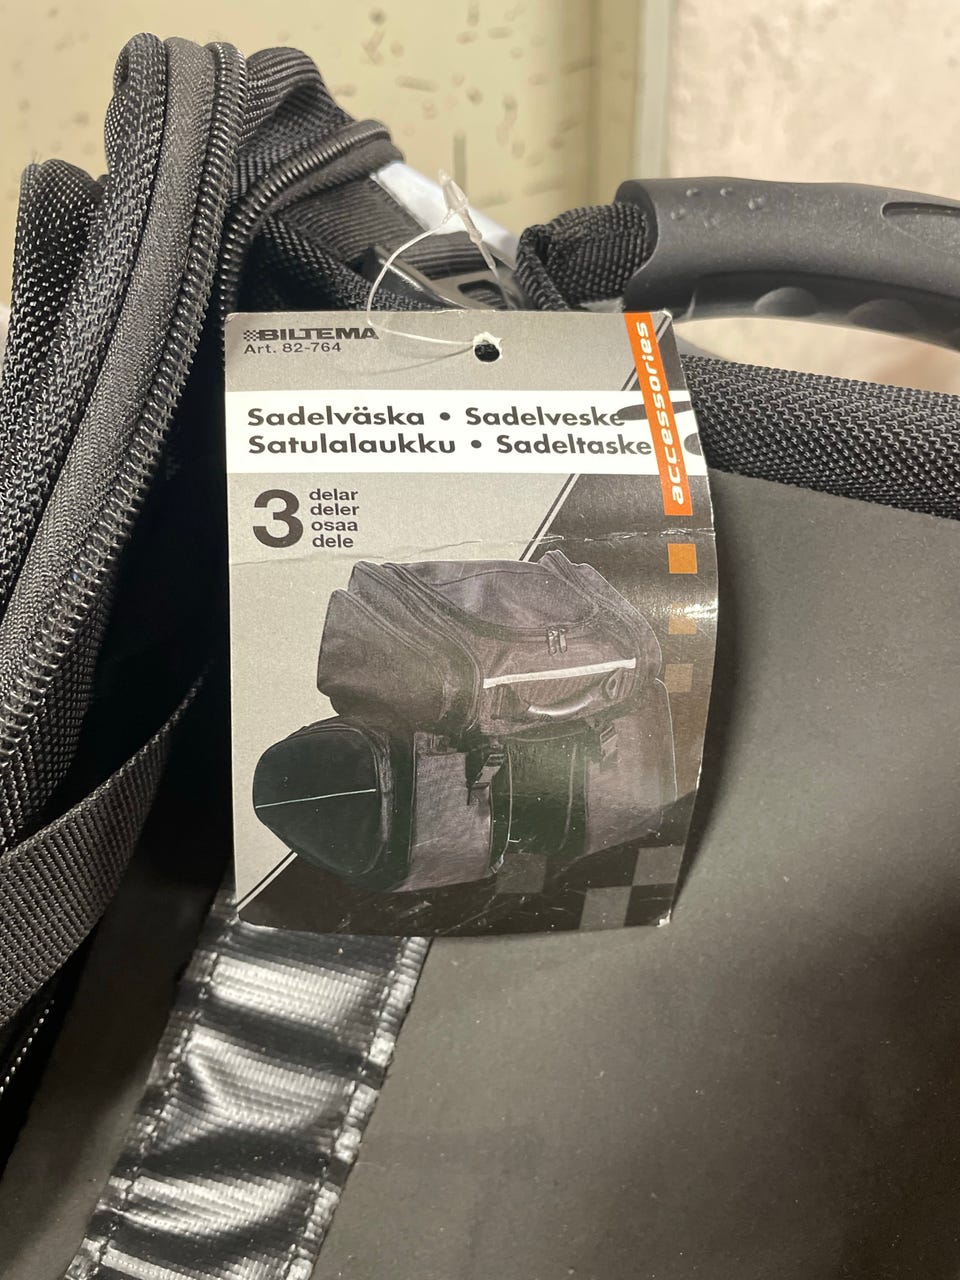 BILTEMA
Art. 82-764
Sadelväska • Sadelveske
Satulalaukku • Sadeltaske
3 delar
deler
osaa
dele
accessories